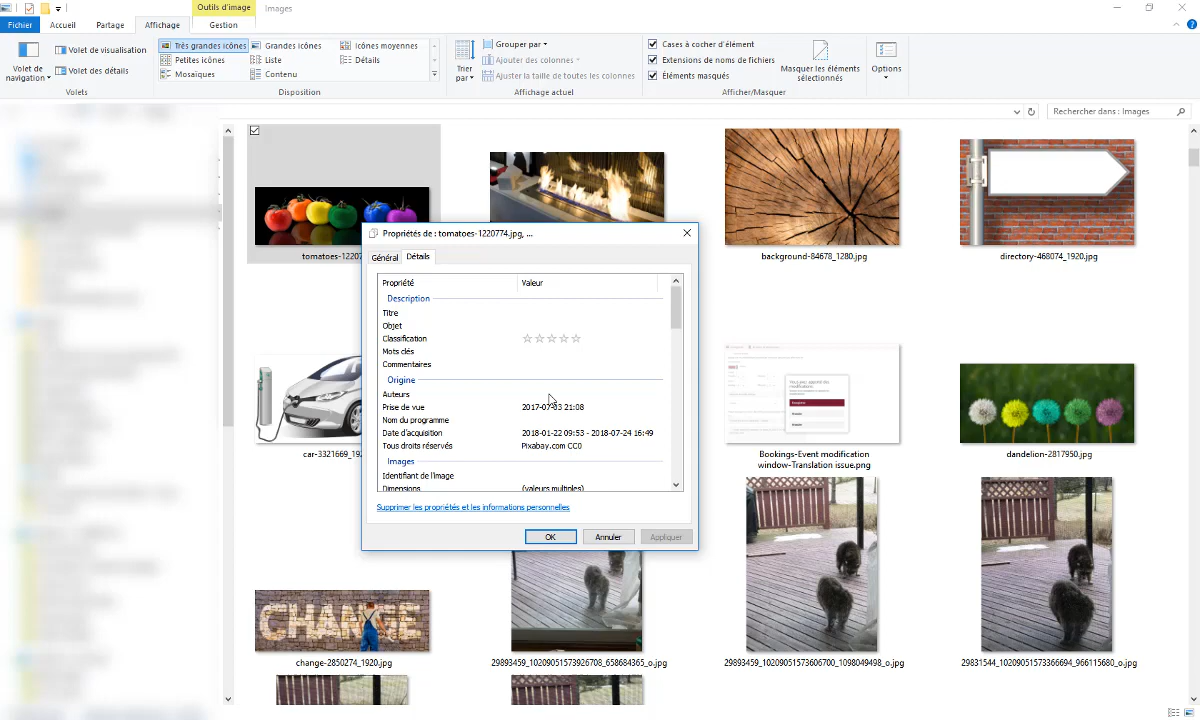 Outils d'image
Images
Fichier
Accueil
Partage
Affichage
Gestion
Volet de navigation
Volet de visualisation
Volet des détails
Volets
Très grandes icônes
Grandes icônes
Icônes moyennes
Petites icônes
Liste
Détails
Mosaïques
Contenu
Disposition
Trier par
Grouper par
Ajouter des colonnes
Ajuster la taille de toutes les colonnes
Affichage actuel
Cases à cocher d'élément
Extensions de noms de fichiers
Éléments masqués
Masquer les éléments sélectionnés
Afficher/Masquer
Options
Rechercher dans : Images
tomatoes-1220
background-84678_1280.jpg
directory-468074_1920.jpg
Propriétés de : tomatoes-1220774.jpg, ...
Général
Détails
Propriété
Valeur
Description
Titre
Objet
Classification
Mots clés
Commentaires
Origine
Auteurs
Prise de vue
2017-07-03 21:08
Nom du programme
Date d'acquisition
2018-01-22 09:53 - 2018-07-24 16:49
Tous droits réservés
Pixabay.com CC0
Images
Identifiant de l'image
Dimensions
(valeurs multiples)
Supprimer les propriétés et les informations personnelles
OK
Annuler
Appliquer
car-3321669_19
Bookings-Event modification
window-Translation issue.png
dandelion-2817950.jpg
CHANGE
change-2850274_1920.jpg
29893459_10209051573926708_658684365_o.jpg
29893459_10209051573606700_1098049498_o.jpg
29831544_10209051573366694_966115680_o.jpg